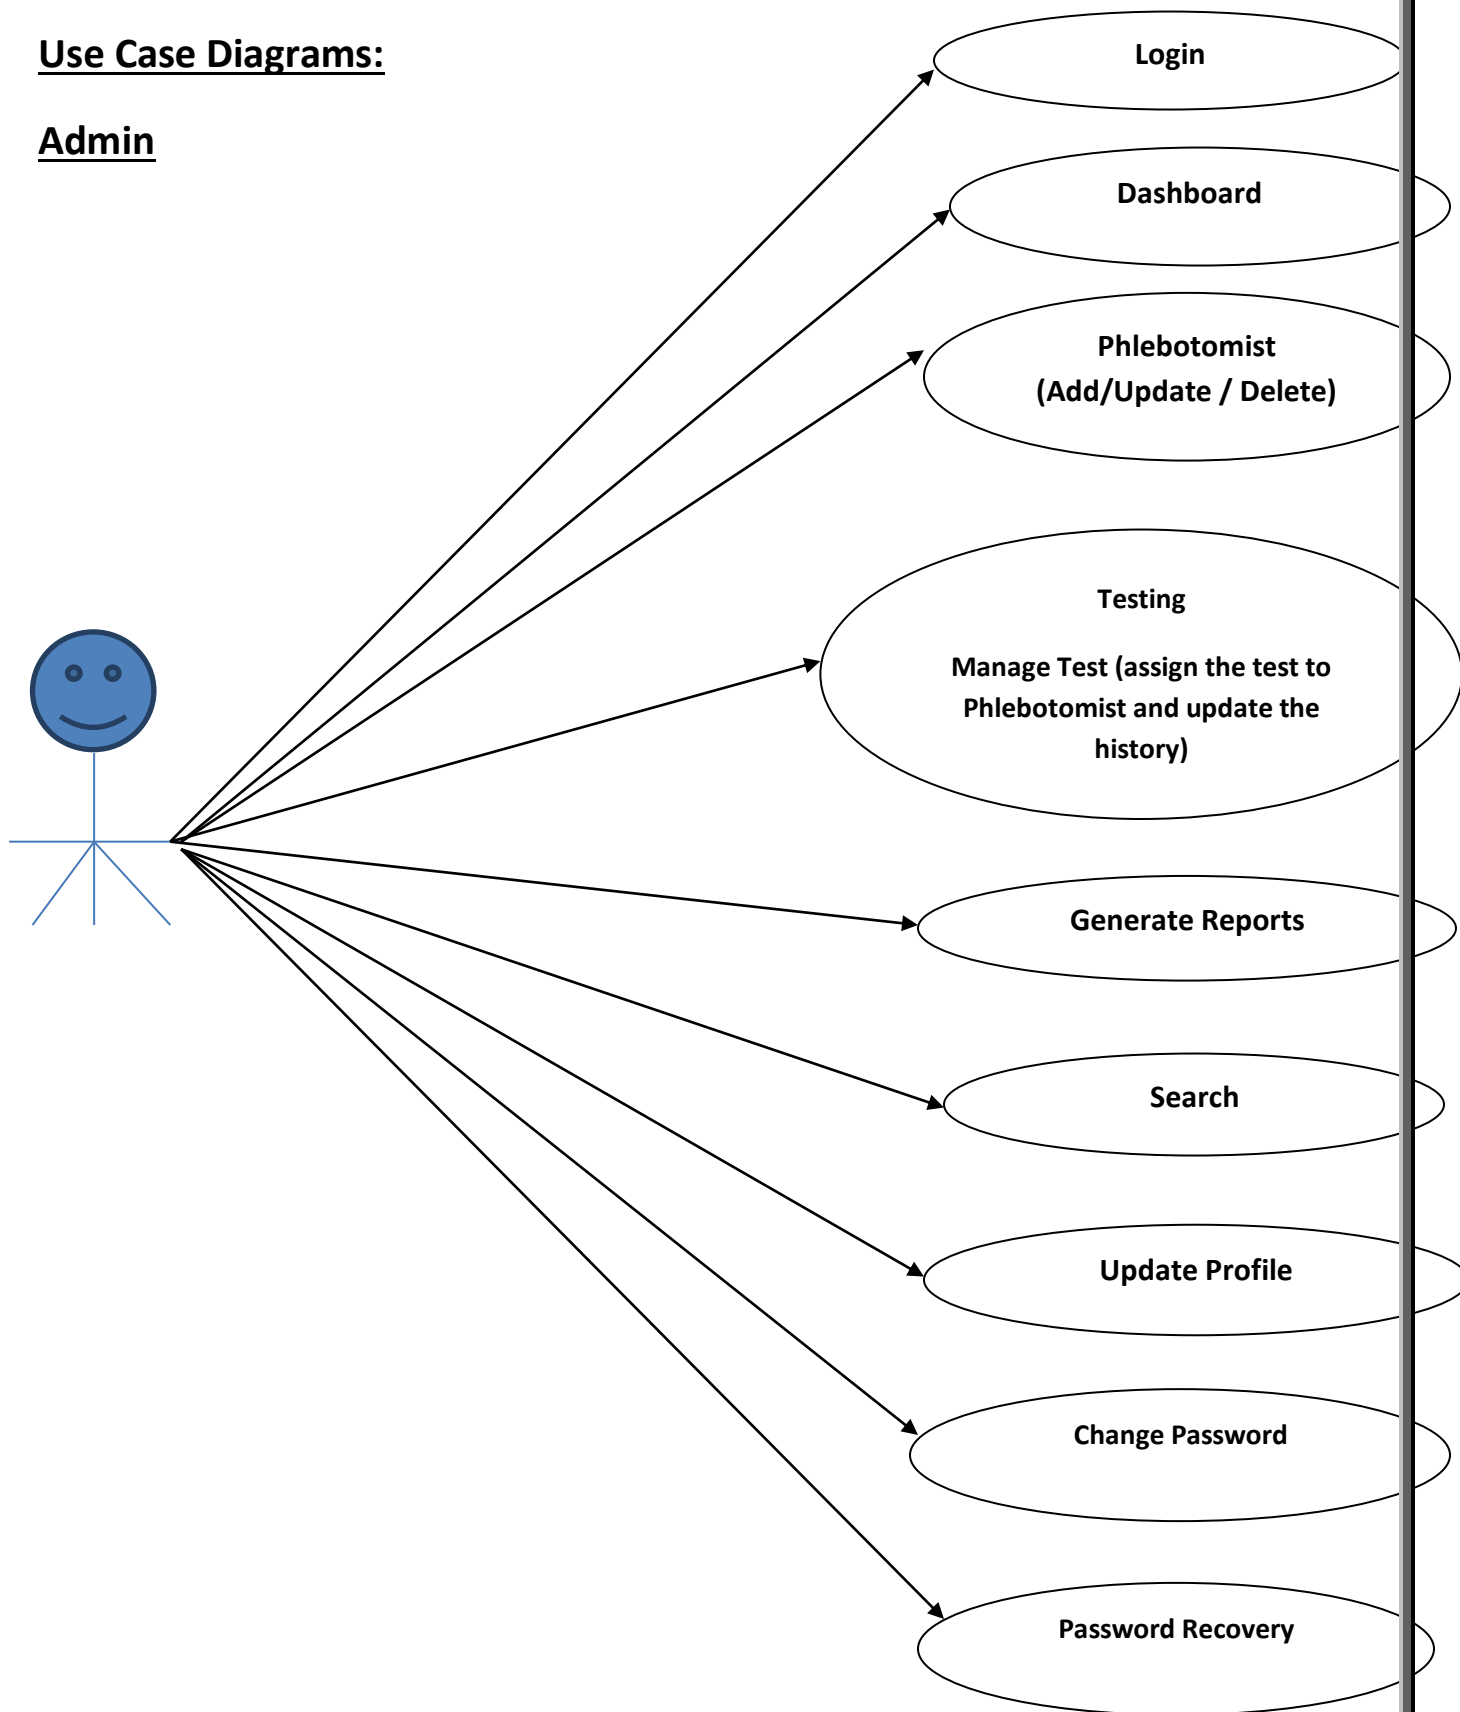 Use Case Diagrams:
Admin
Login
Dashboard
Phlebotomist
(Add/Update / Delete)
Testing
Manage Test (assign the test to
Phlebotomist and update the
history)
Generate Reports
Search
Update Profile
Change Password
Password Recovery